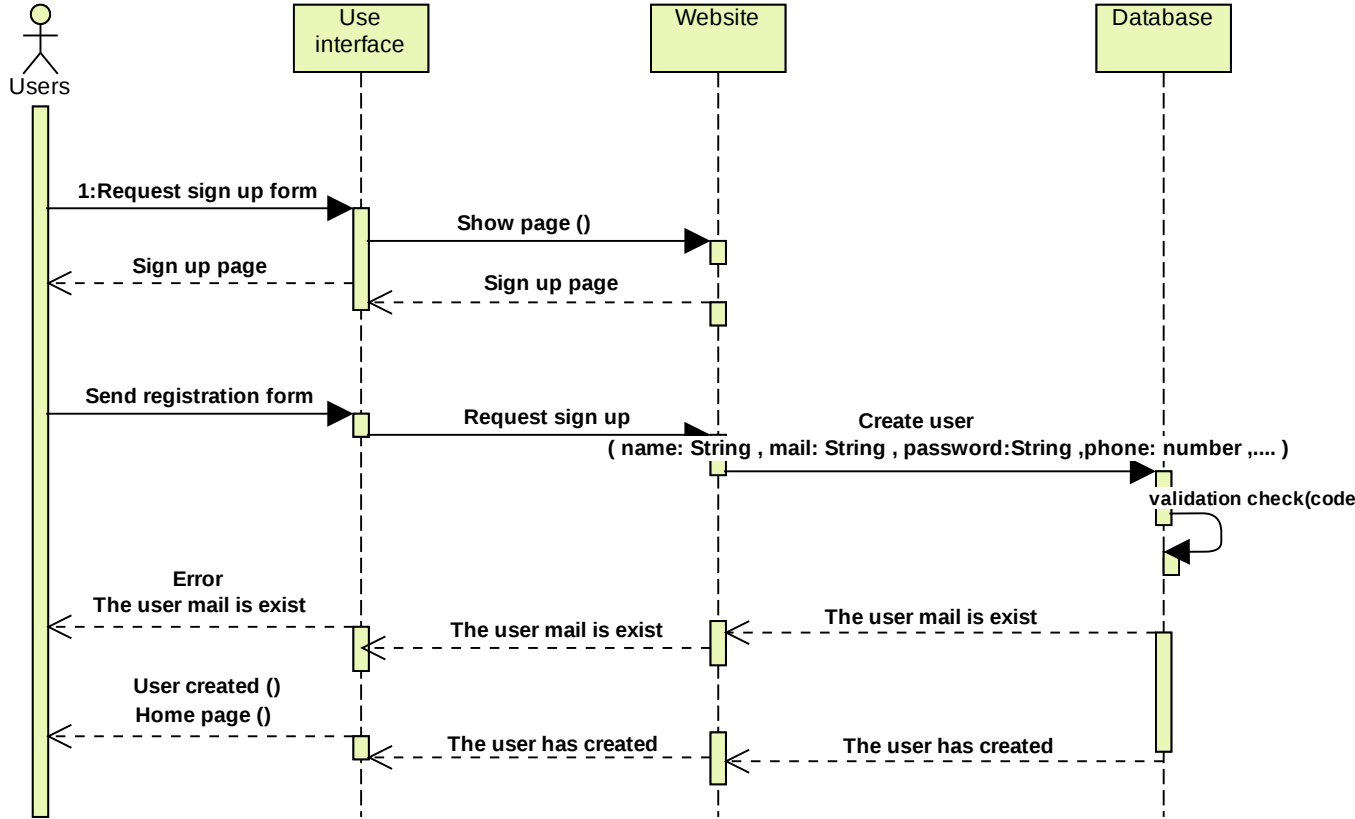 Use
interface
Website
Database
Users
1:Request sign up form
Show page ()
Sign up page
Sign up page
Send registration form
Request sign up
Create user
( name: String , mail: String , password:String ,phone: number ,.... )
validation check(code
Error
The user mail is exist
The user mail is exist
The user mail is exist
User created ()
Home page ()
The user has created
The user has created